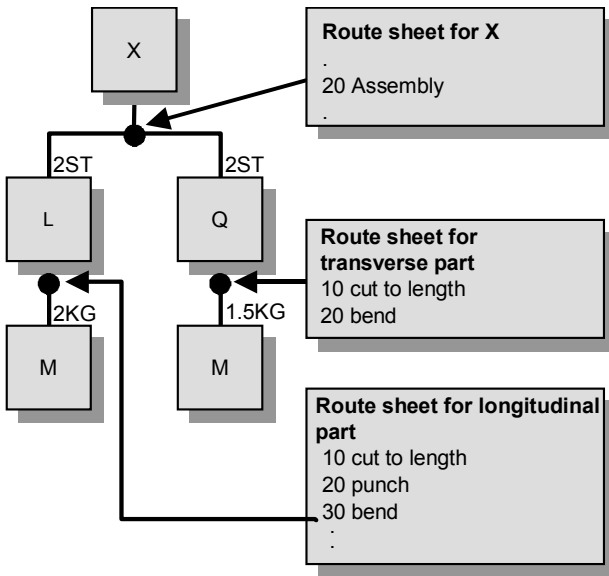 X
Route sheet for X
.
20 Assembly
.
2ST
2ST
L
Q
Route sheet for
transverse part
10 cut to length
20 bend
2KG
1.5KG
M
M
Route sheet for longitudinal
part
10 cut to length
20 punch
30 bend
: